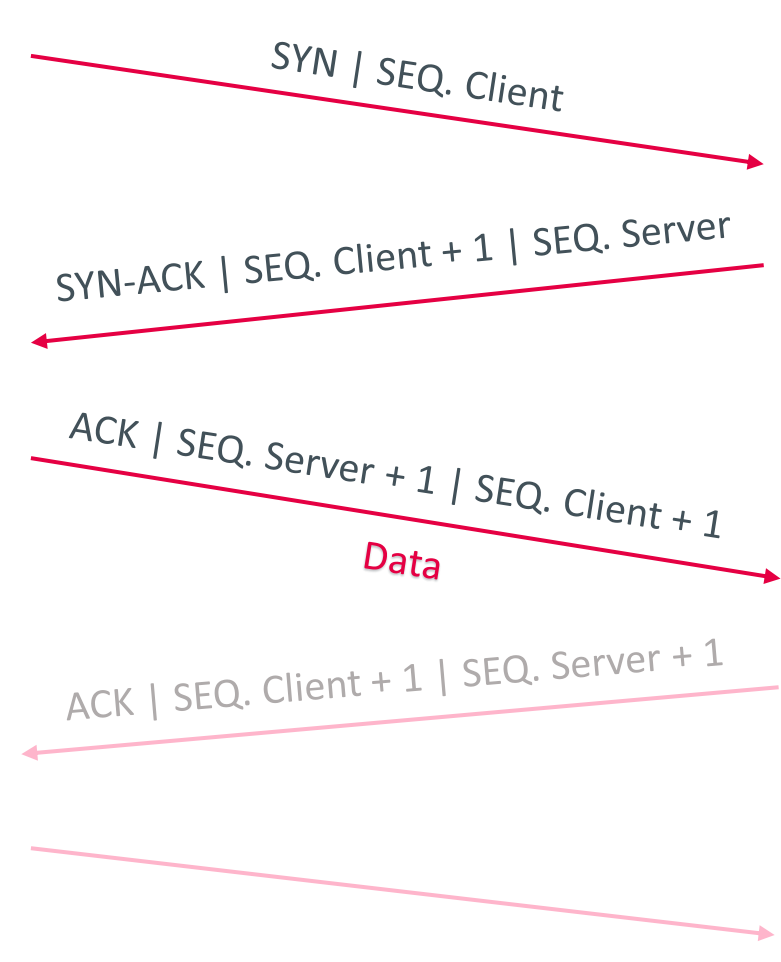 SYN | SEQ. Client
SYN-ACK | SEQ. Client + 1 | SEQ. Server
ACK | SEQ. Server + 1 | SEQ. Client + 1
Data
ACK | SEQ. Client + 1 | SEQ. Server + 1